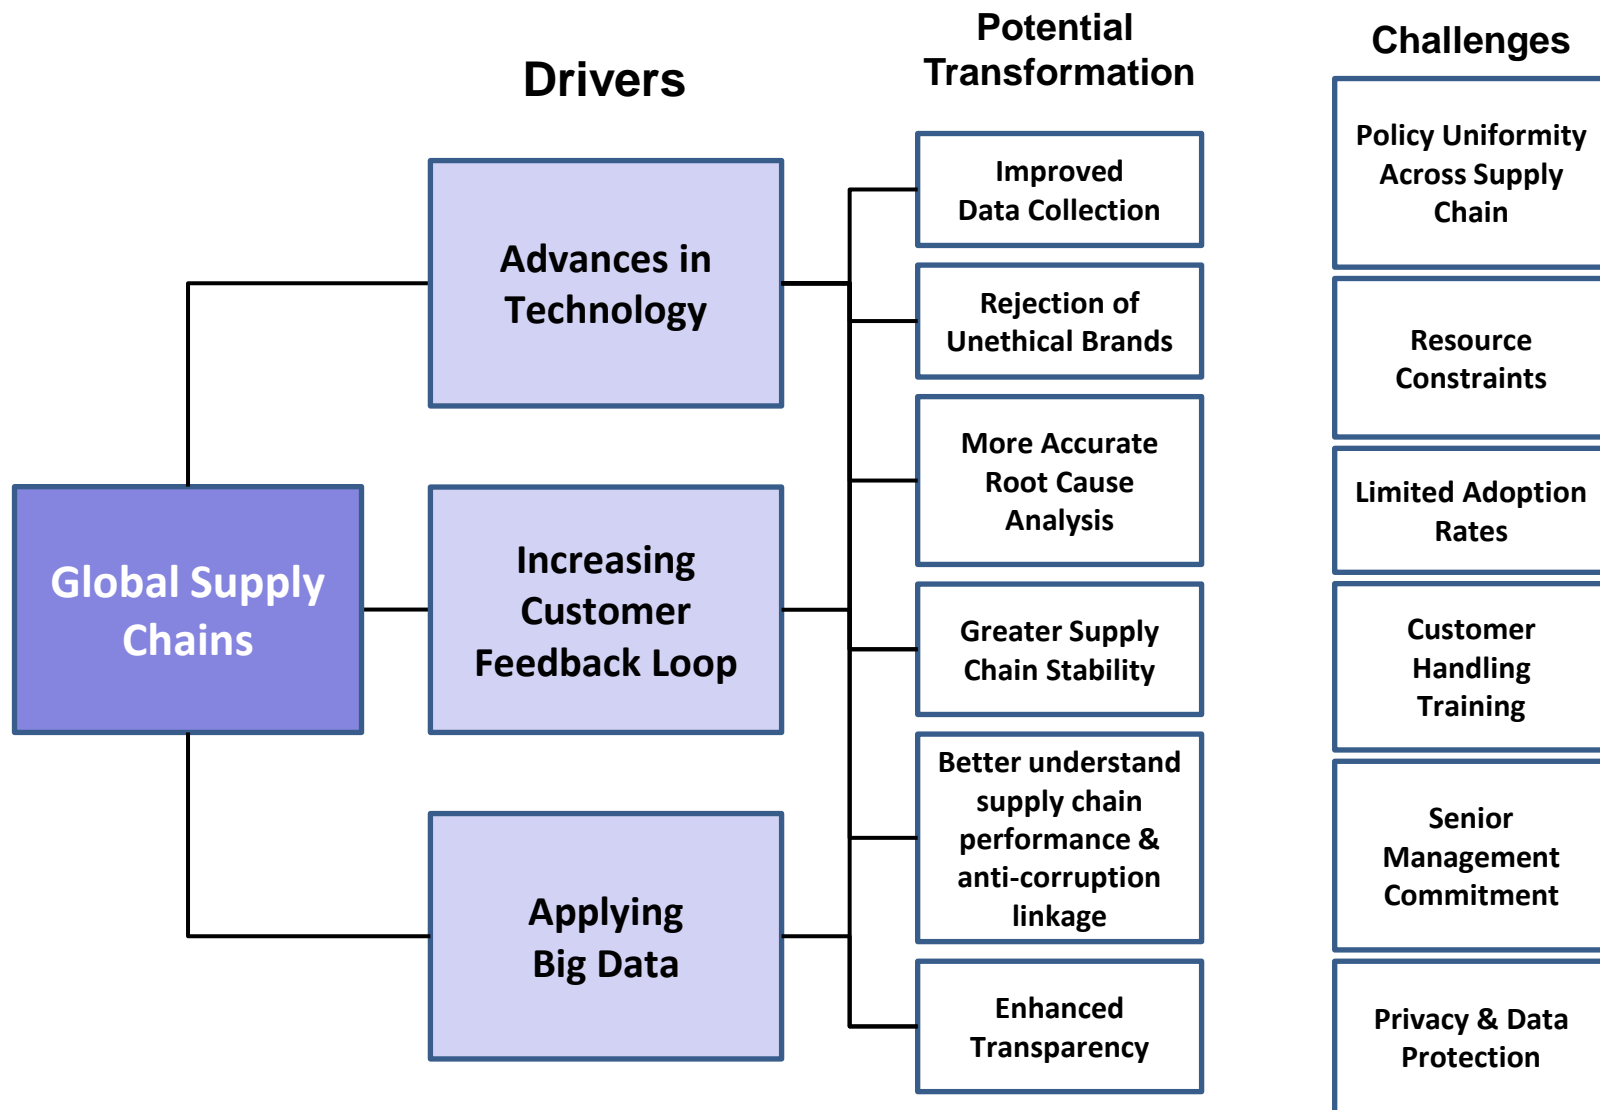 Drivers
Potential
Transformation
Challenges
Global Supply
Chains
Advances in
Technology
Increasing
Customer
Feedback Loop
Applying
Big Data
Improved
Data Collection
Rejection of
Unethical Brands
More Accurate
Root Cause
Analysis
Greater Supply
Chain Stability
Better understand
supply chain
performance &
anti-corruption
linkage
Enhanced
Transparency
Policy Uniformity
Across Supply
Chain
Resource
Constraints
Limited Adoption
Rates
Customer
Handling
Training
Senior
Management
Commitment
Privacy & Data
Protection